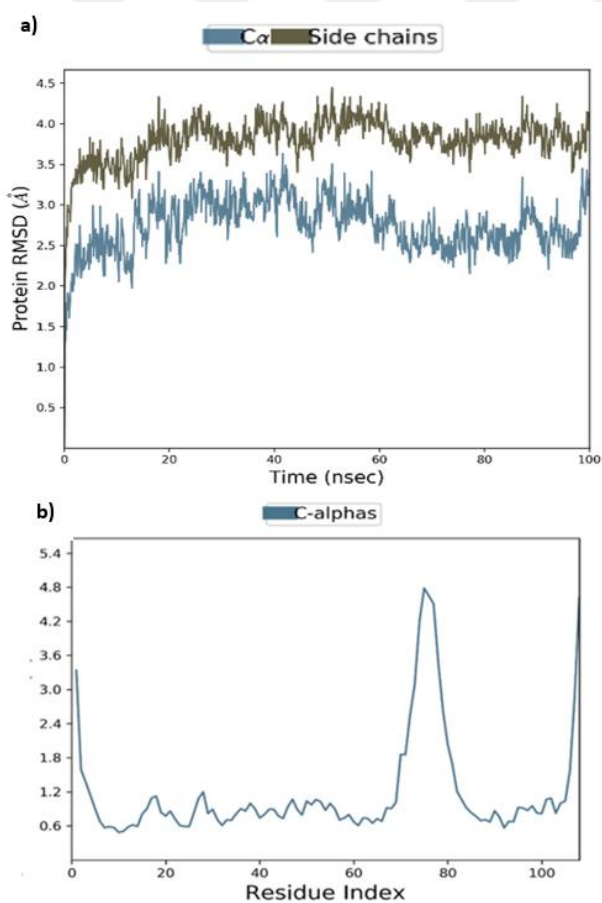 a)
Cα Side chains
4.5
4.0
3.5
3.0
2.5
2.0
1.5
1.0
0.5
Protein RMSD (Å)
0 20 40 60 80 100
Time (nsec)
b)
C-alphas
5.4
4.8
4.2
3.6
3.0
2.4
1.8
1.2
0.6
0 20 40 60 80 100
Residue Index